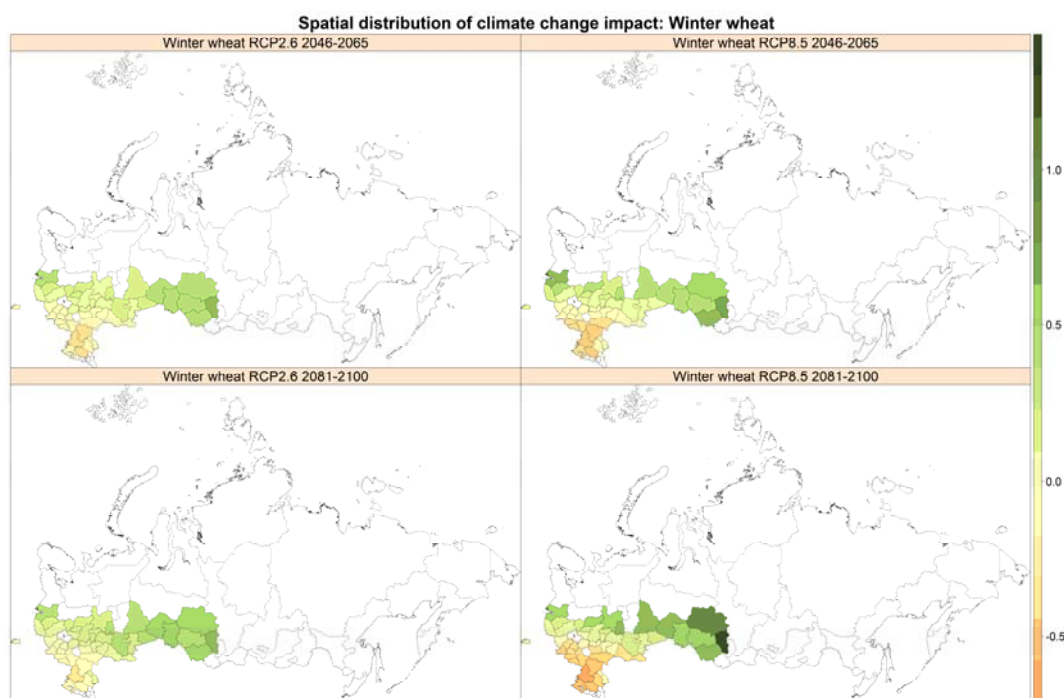 Spatial distribution of climate change impact: Winter wheat
Winter wheat RCP2.6 2046-2065
Winter wheat RCP8.5 2046-2065
1.0
0.5
Winter wheat RCP2.6 2081-2100
Winter wheat RCP8.5 2081-2100
0.0
-0.5